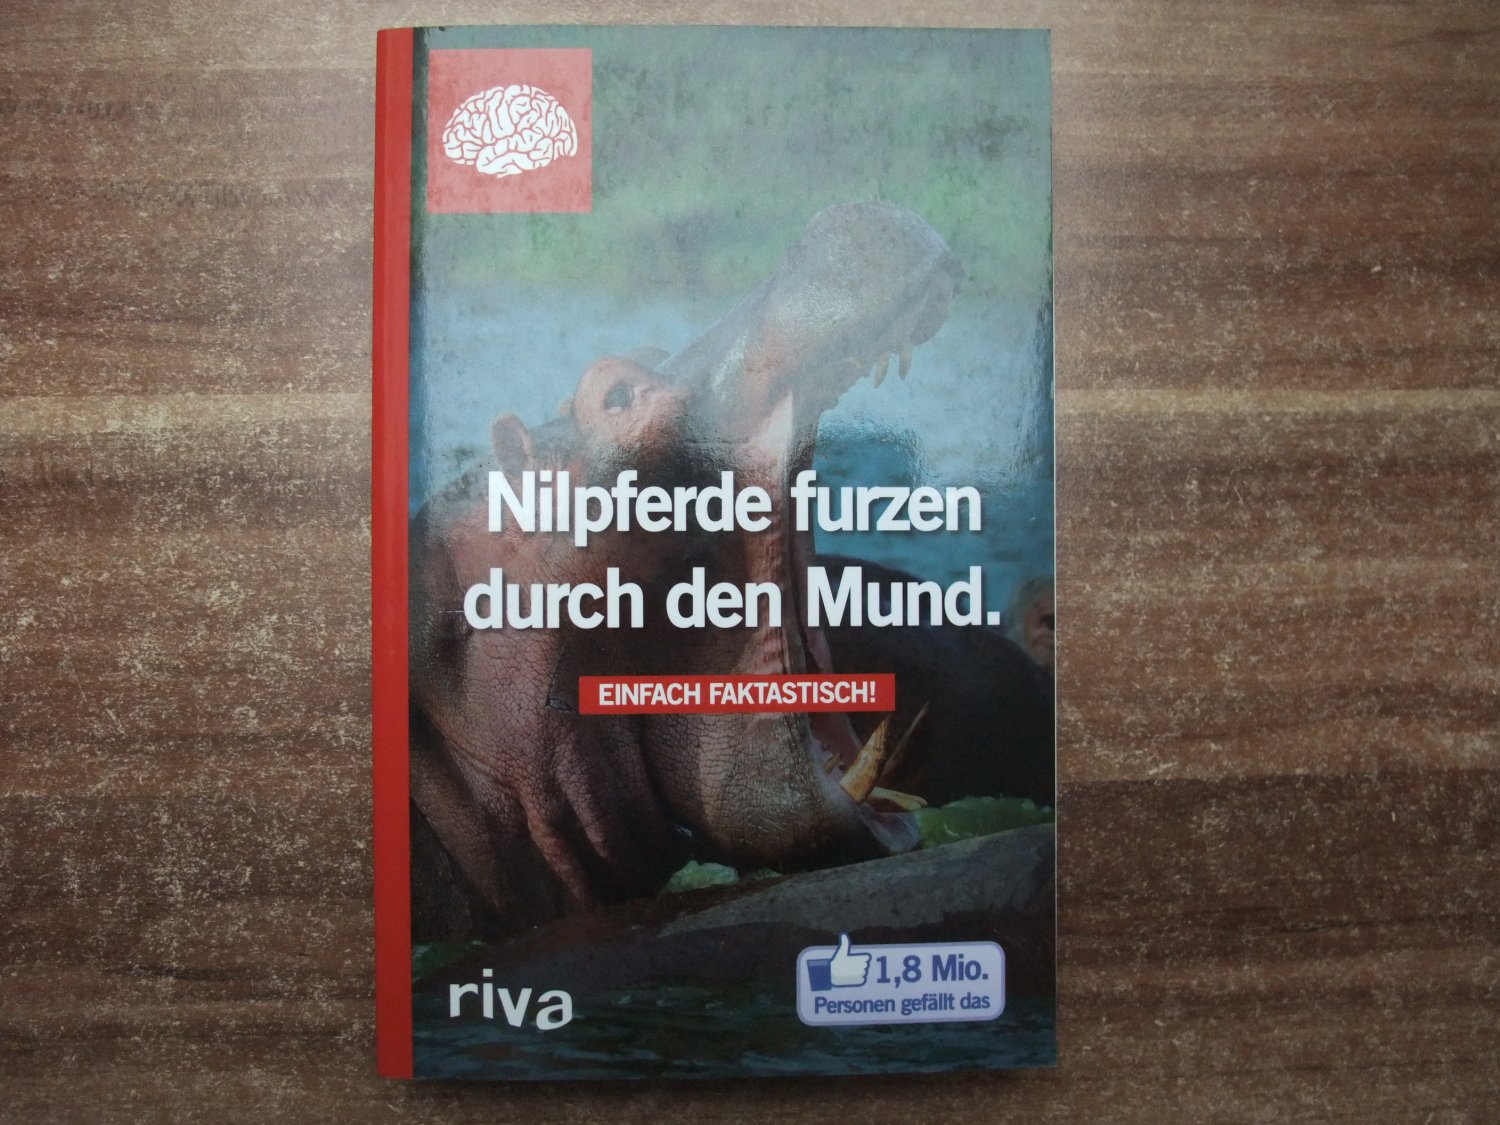 Nilpferde furzen
durch den Mund.
EINFACH FAKTASTISCH!
riva
1,8 Mio.
Personen gefällt das